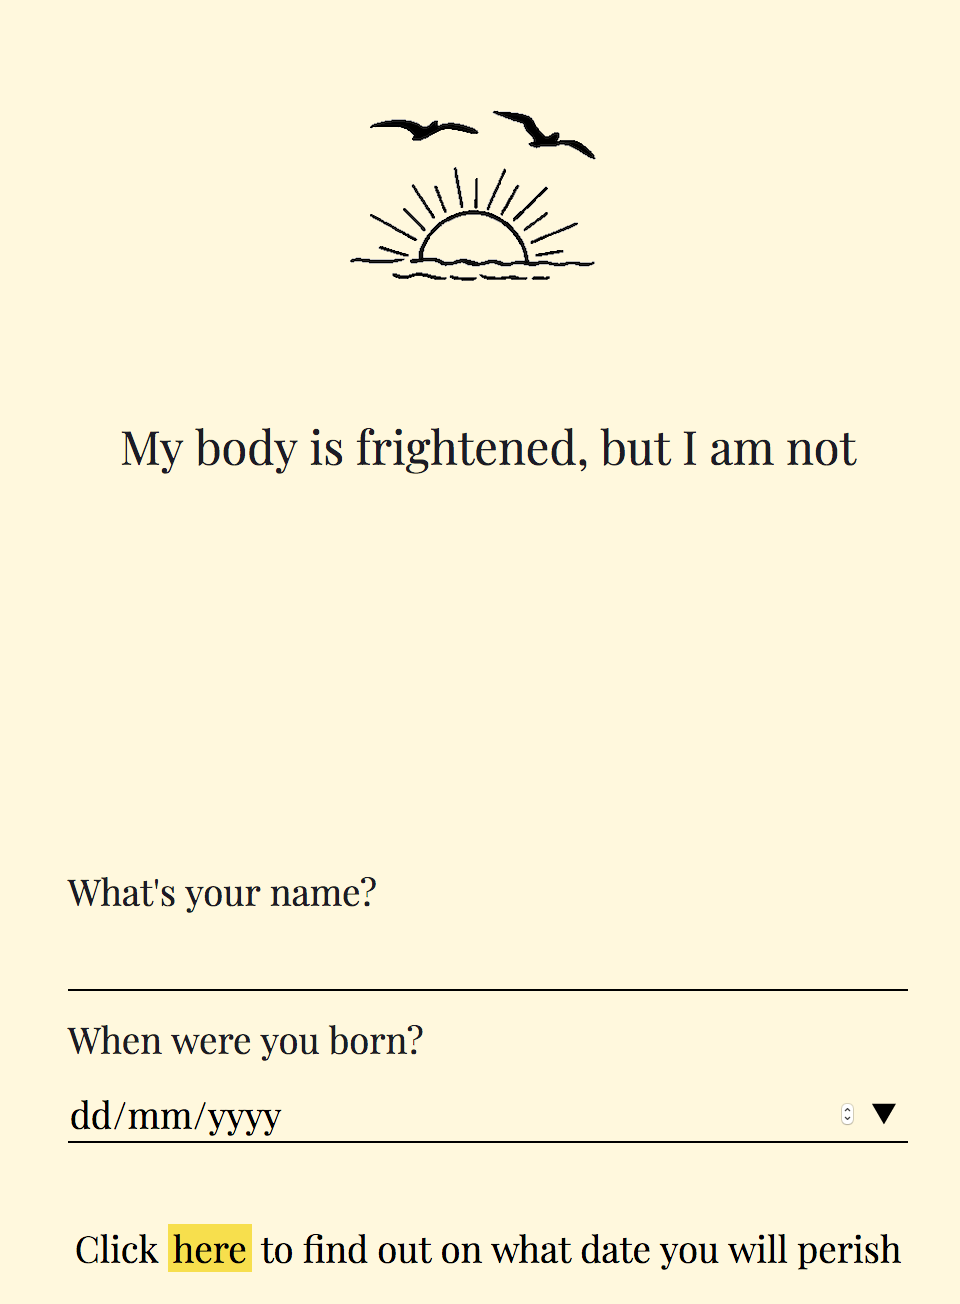 My body is frightened, but I am not
What's your name?
When were you born?
dd/mm/yyyy
Click here to find out on what date you will perish